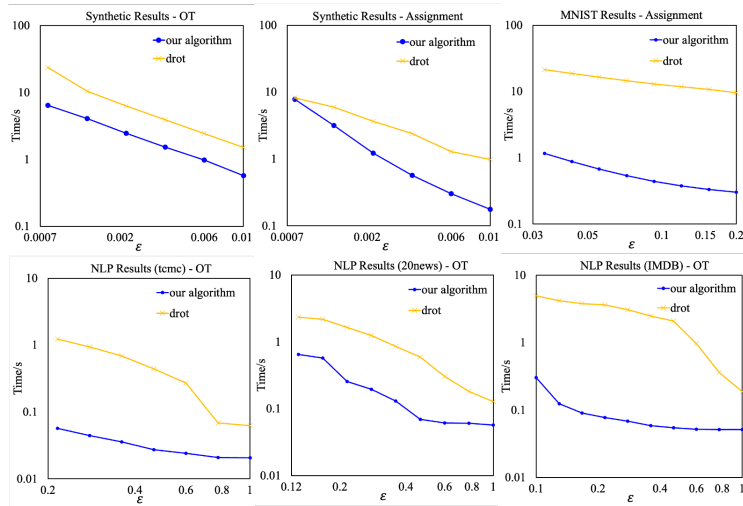 Synthetic Results - OT
100
our algorithm
drot
10
Time/s
1
0.1
0.0007 0.002 0.006 0.01
ε
Synthetic Results - Assignment
100
our algorithm
drot
10
Time/s
1
0.1
0.0007 0.002 0.006 0.01
ε
MNIST Results - Assignment
100
our algorithm
drot
10
Time/s
1
0.1
0.03 0.05 0.1 0.15 0.2
ε
NLP Results (tcmc) - OT
10
our algorithm
drot
1
Time/s
0.1
0.01
0.2 0.4 0.6 0.8 1
ε
NLP Results (20news) - OT
10
our algorithm
drot
1
Time/s
0.1
0.01
0.12 0.2 0.4 0.6 0.8 1
ε
NLP Results (IMDB) - OT
10
our algorithm
drot
1
Time/s
0.1
0.01
0.1 0.2 0.4 0.6 0.8 1
ε